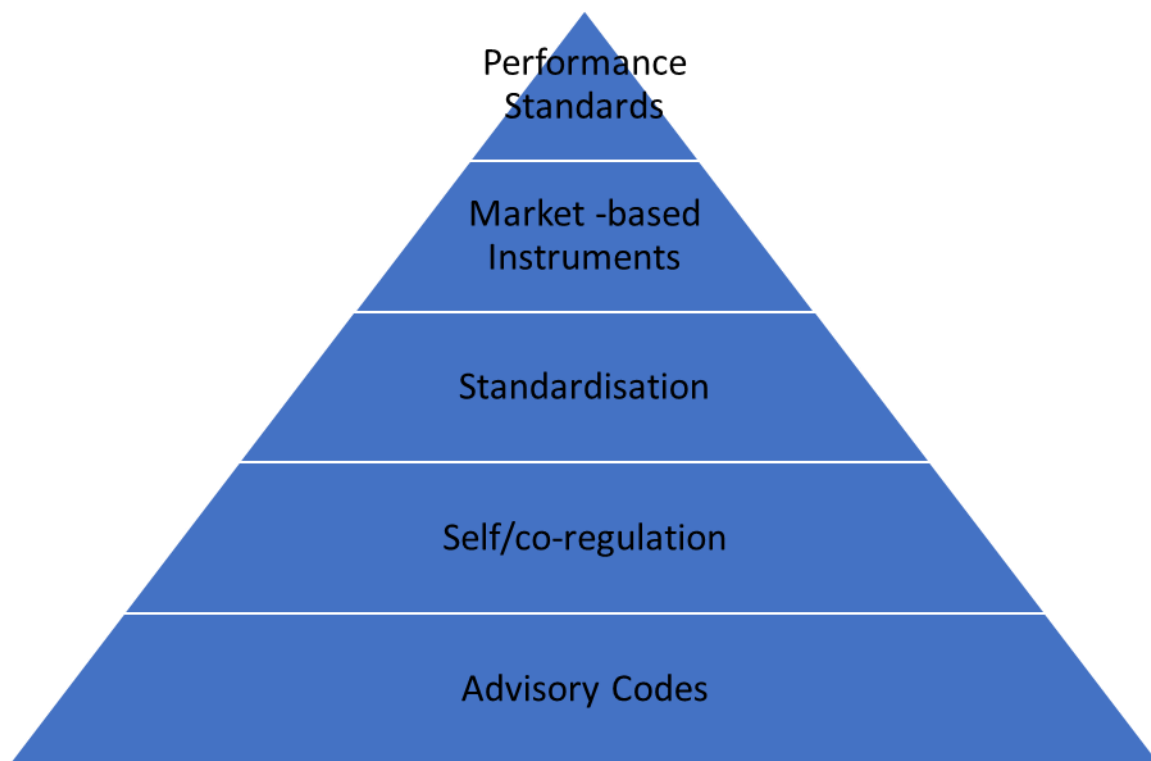 Performance
Standards
Market -based
Instruments
Standardisation
Self/co-regulation
Advisory Codes